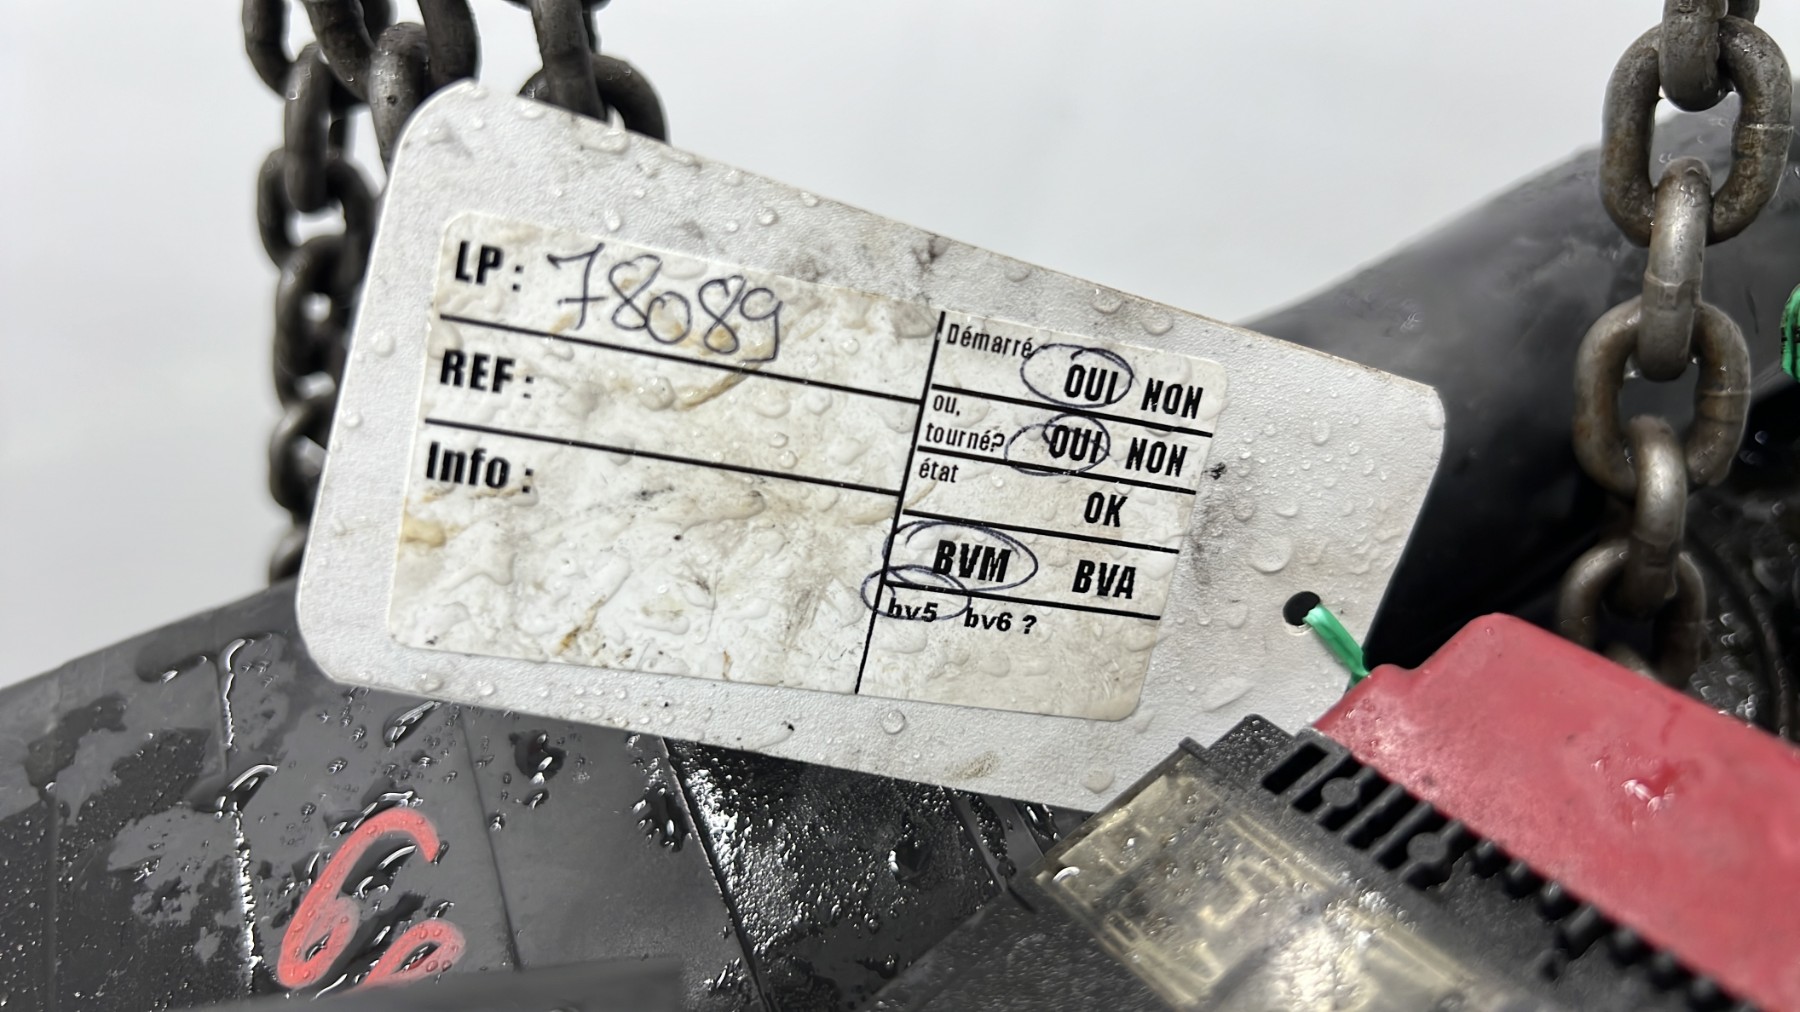 LP : 78089
REF :
Info :
Démarré
OUI NON
ou,
tourné? OUI NON
état
OK
BVM BVA
bv5 bv6 ?